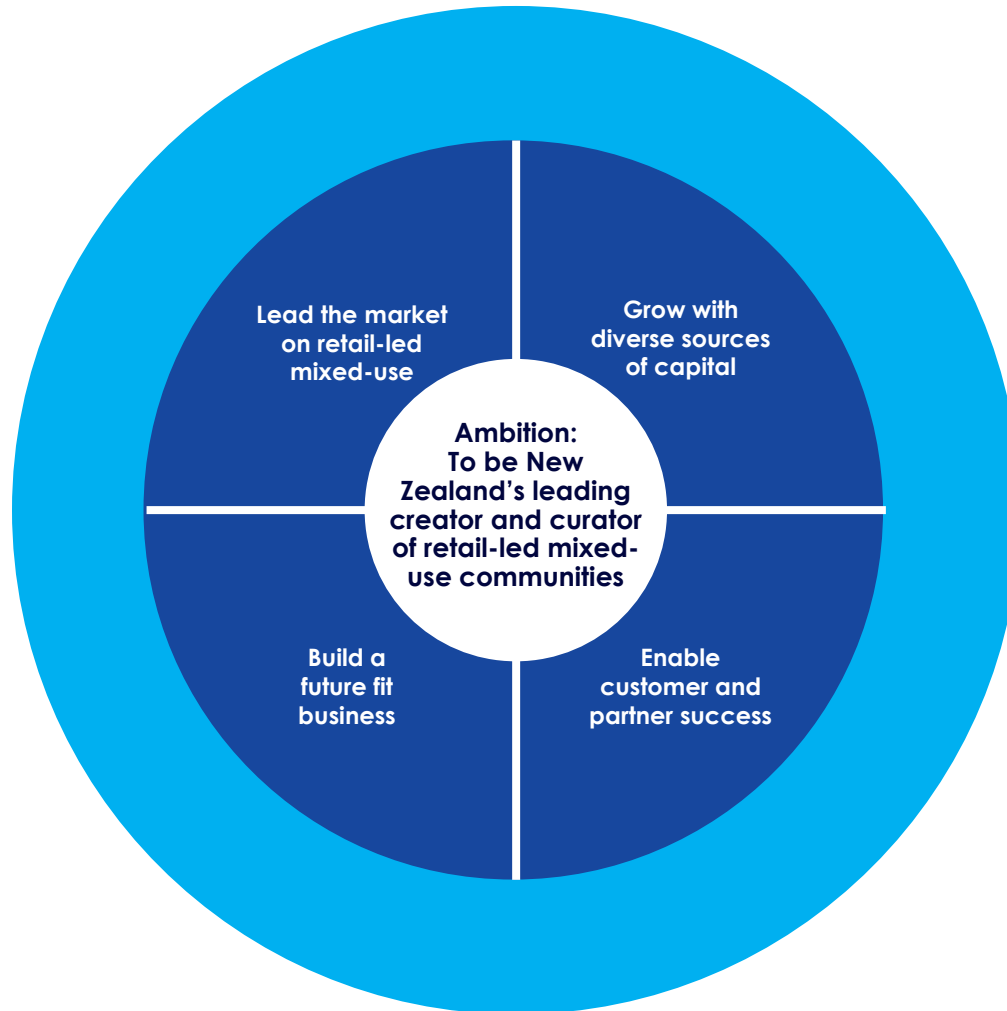 Lead the market
on retail-led
mixed-use
Grow with
diverse sources
of capital
Ambition:
To be New
Zealand’s leading
creator and curator
of retail-led mixed-
use communities
Build a
future fit
business
Enable
customer and
partner success